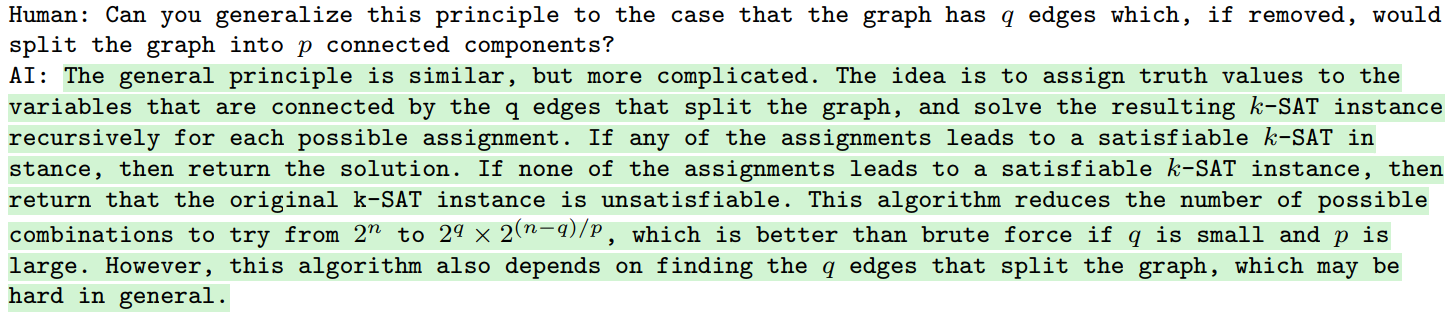 Human: Can you generalize this principle to the case that the graph has q edges which, if removed, would
split the graph into p connected components?
AI: The general principle is similar, but more complicated. The idea is to assign truth values to the
variables that are connected by the q edges that split the graph, and solve the resulting k-SAT instance
recursively for each possible assignment. If any of the assignments leads to a satisfiable k-SAT in
stance, then return the solution. If none of the assignments leads to a satisfiable k-SAT instance, then
return that the original k-SAT instance is unsatisfiable. This algorithm reduces the number of possible
combinations to try from 2^n to 2^q × 2^{(n-q)/p}, which is better than brute force if q is small and p is
large. However, this algorithm also depends on finding the q edges that split the graph, which may be
hard in general.